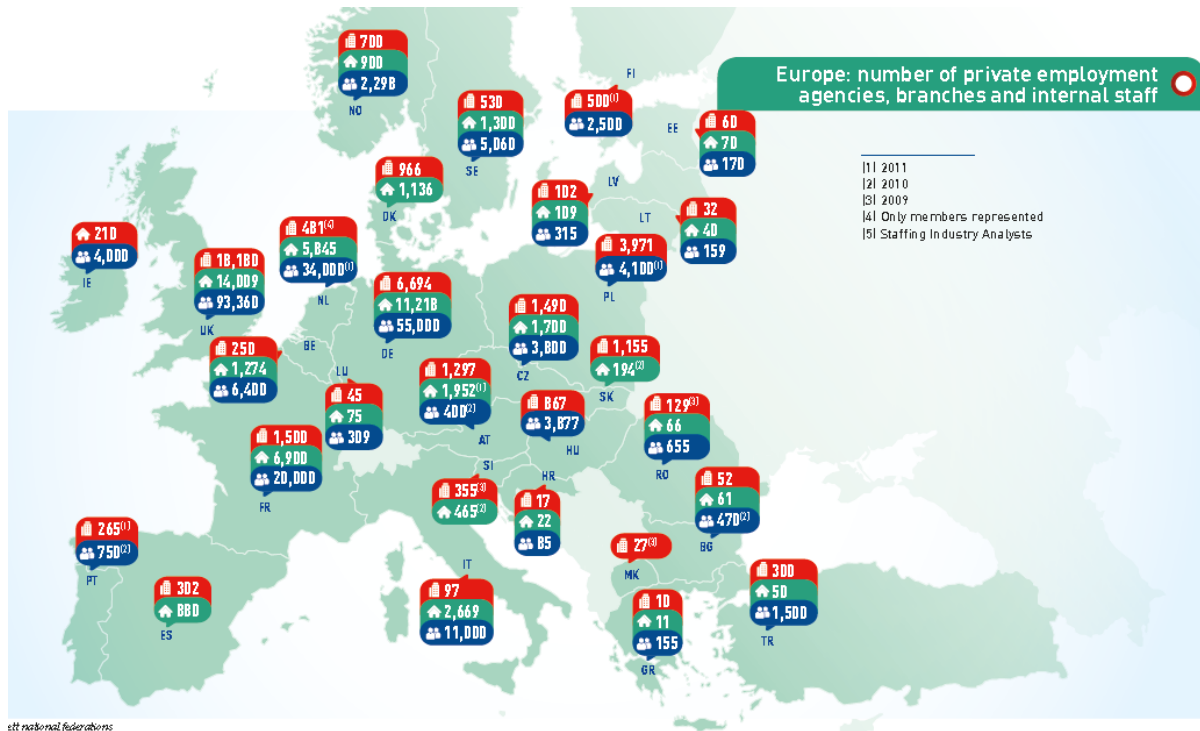 Europe: number of private employment
agencies, branches and internal staff
|1| 2011
|2| 2010
|3| 2009
|4| Only members represented
|5| Staffing Industry Analysts
700
900
2,298
NO
530
1,300
5,060
SE
FI
500(1)
2,500
EE
60
70
170
966
1,136
DK
LV
102
109
315
LT
32
40
159
210
4,000
IE
18,180
14,009
93,360
UK
481(4)
5,845
34,000(1)
NL
6,694
11,218
55,000
DE
3,971
4,100(1)
PL
250
1,274
6,400
BE
LU
45
75
309
1,490
1,700
3,800
CZ
1,155
194(2)
SK
1,297
1,952(1)
400(2)
AT
867
3,877
HU
129(3)
66
655
RO
1,500
6,900
20,000
FR
SI
355(3)
465(2)
HR
17
22
85
52
61
470(2)
BG
265(1)
750(2)
PT
302
880
ES
IT
97
2,669
11,000
27(3)
MK
10
11
155
GR
300
50
1,500
TR
ett national federations